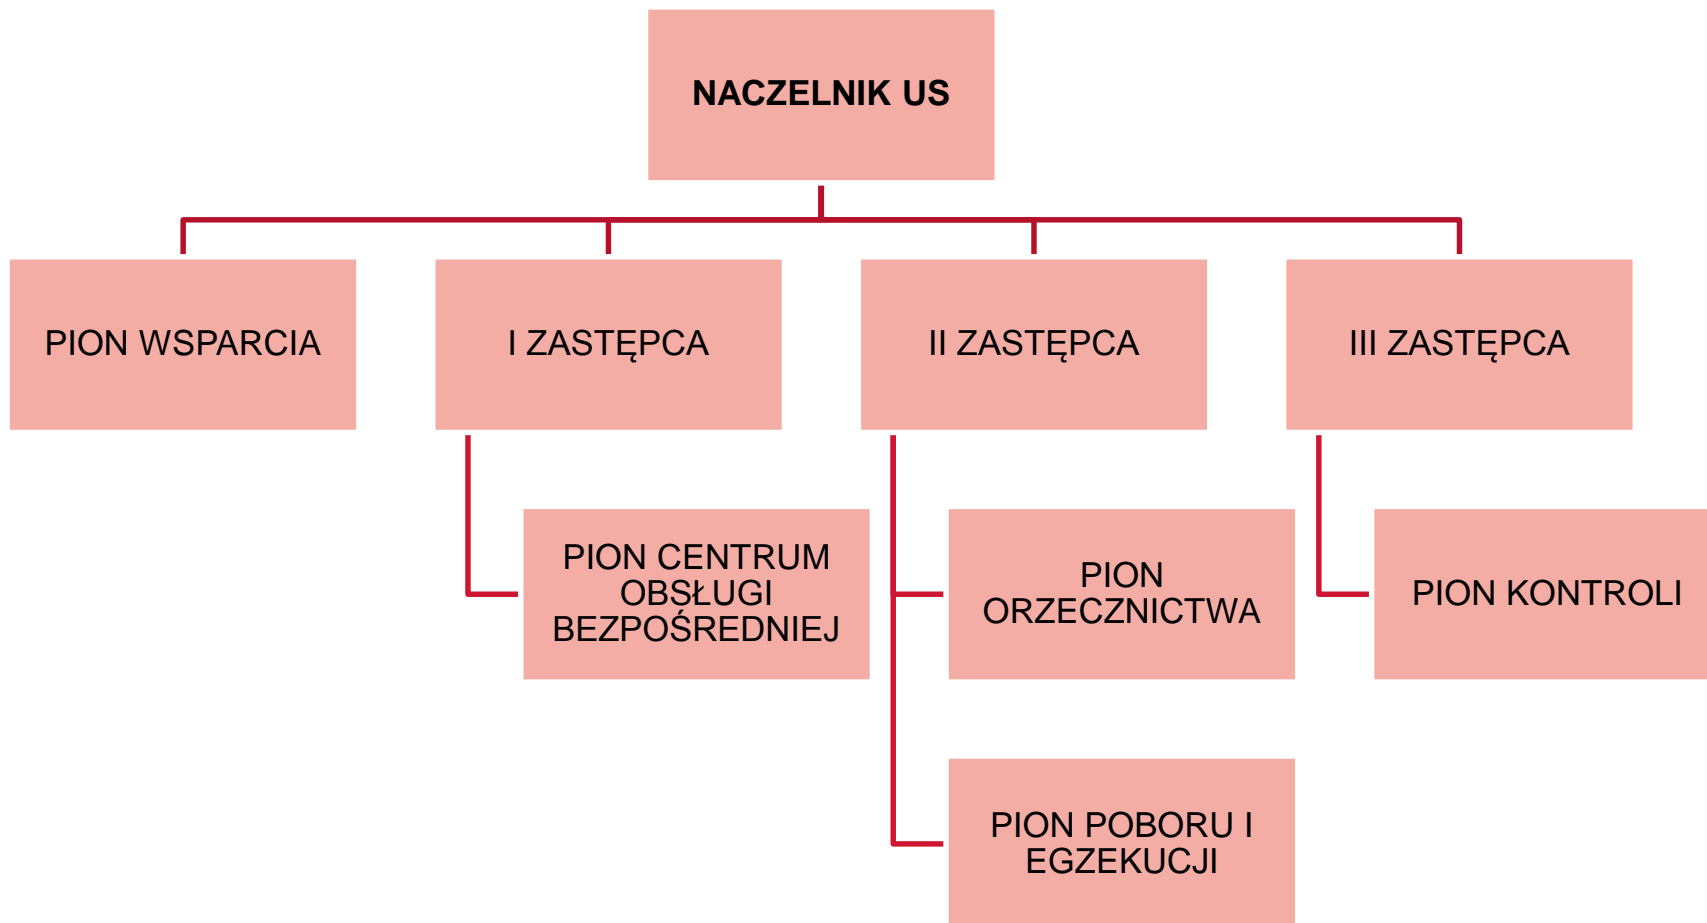 NACZELNIK US
PION WSPARCIA
I ZASTĘPCA
II ZASTĘPCA
III ZASTĘPCA
PION CENTRUM
OBSŁUGI
BEZPOŚREDNIEJ
PION
ORZECZNICTWA
PION KONTROLI
PION POBORU I
EGZEKUCJI